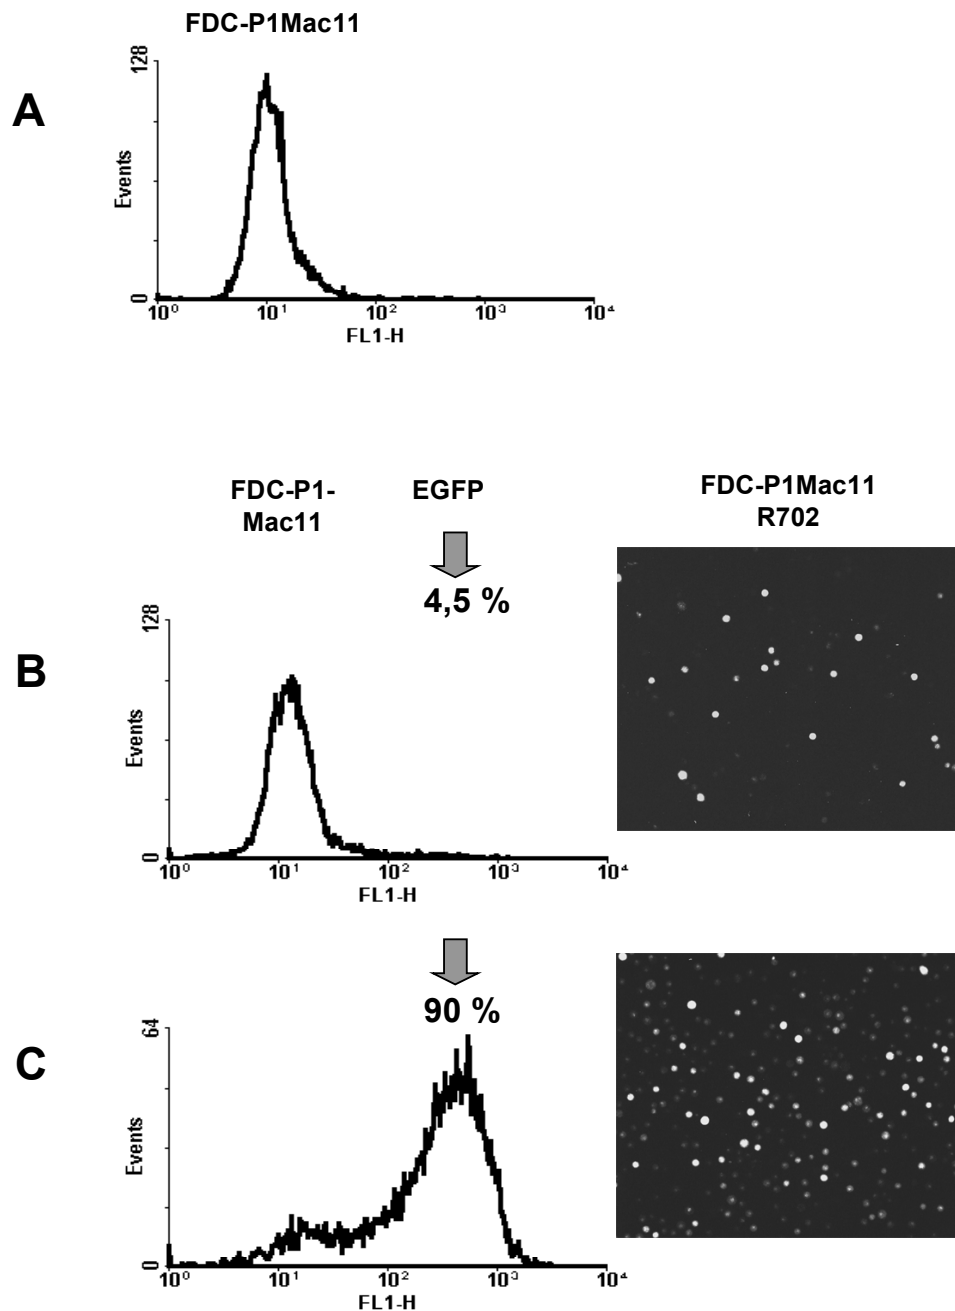 FDC-P1Mac11
A
128
Events
0
10⁰ 10¹ 10² 10³ 10⁴
FL1-H
FDC-P1-
Mac11
EGFP
FDC-P1Mac11
R702
4,5 %
B
128
Events
0
10⁰ 10¹ 10² 10³ 10⁴
FL1-H
90 %
C
64
Events
0
10⁰ 10¹ 10² 10³ 10⁴
FL1-H